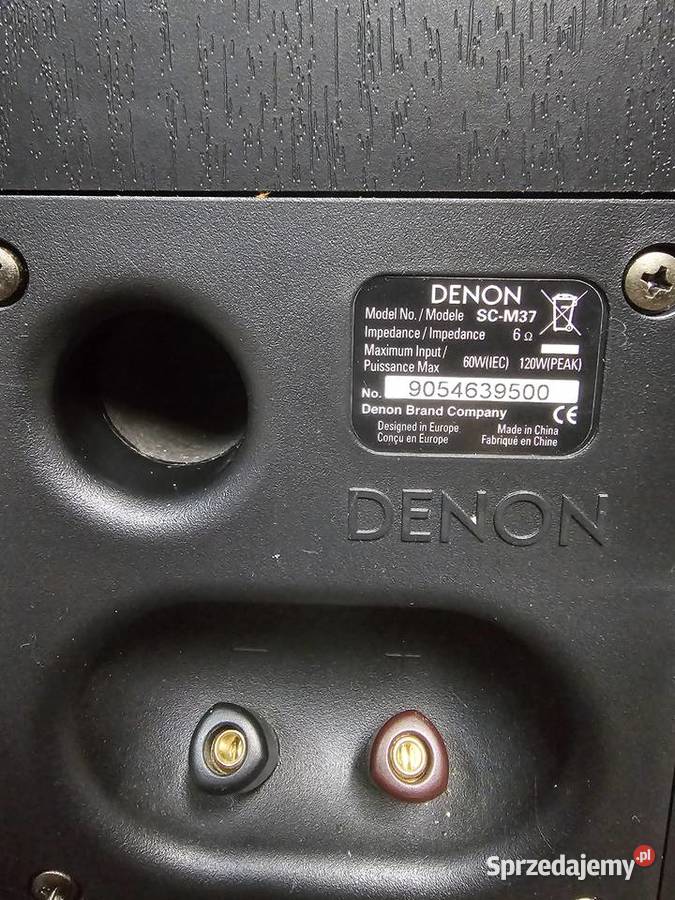 DENON
Model No./Modele SC-M37
Impedance/Impedance 6 Ω
Maximum Input/
Puissance Max 60W(IEC) 120W(PEAK)
No. 9054639500
Denon Brand Company CE
Designed in Europe Made in China
Conçu en Europe Fabriqué en Chine
DENON
− +
Sprzedajemy.pl